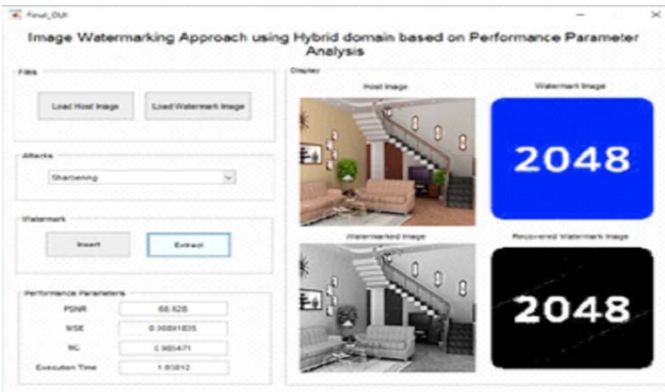 Final_GUI
Image Watermarking Approach using Hybrid domain based on Performance Parameter
Analysis
Files
Load Host Image
Load Watermark Image
Attacks
Sharpening
Watermark
Insert
Extract
Performance Parameters
PSNR
MSE
NC
Execution Time
Display
Host Image
Watermark Image
2048
Watermarked Image
Recovered Watermark Image
2048